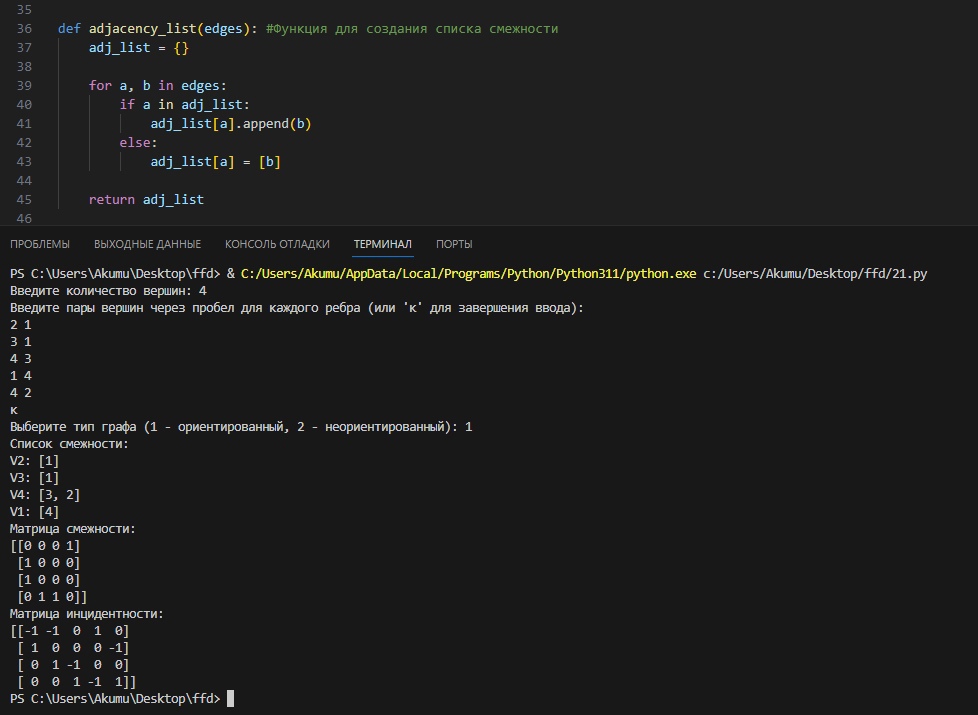 35
36 def adjacency_list(edges): #Функция для создания списка смежности
37 adj_list = {}
38
39 for a, b in edges:
40 if a in adj_list:
41 adj_list[a].append(b)
42 else:
43 adj_list[a] = [b]
44
45 return adj_list
46
ПРОБЛЕМЫ ВЫХОДНЫЕ ДАННЫЕ КОНСОЛЬ ОТЛАДКИ ТЕРМИНАЛ ПОРТЫ
PS C:\Users\Akumu\Desktop\ffd> & C:/Users/Akumu/AppData/Local/Programs/Python/Python311/python.exe c:/Users/Akumu/Desktop/ffd/21.py
Введите количество вершин: 4
Введите пары вершин через пробел для каждого ребра (или 'к' для завершения ввода):
2 1
3 1
4 3
1 4
4 2
к
Выберите тип графа (1 - ориентированный, 2 - неориентированный): 1
Список смежности:
V2: [1]
V3: [1]
V4: [3, 2]
V1: [4]
Матрица смежности:
[[0 0 0 1]
[1 0 0 0]
[1 0 0 0]
[0 1 1 0]]
Матрица инцидентности:
[[-1 -1 0 1 0]
[ 1 0 0 0 -1]
[ 0 1 -1 0 0]
[ 0 0 1 -1 1]]
PS C:\Users\Akumu\Desktop\ffd>